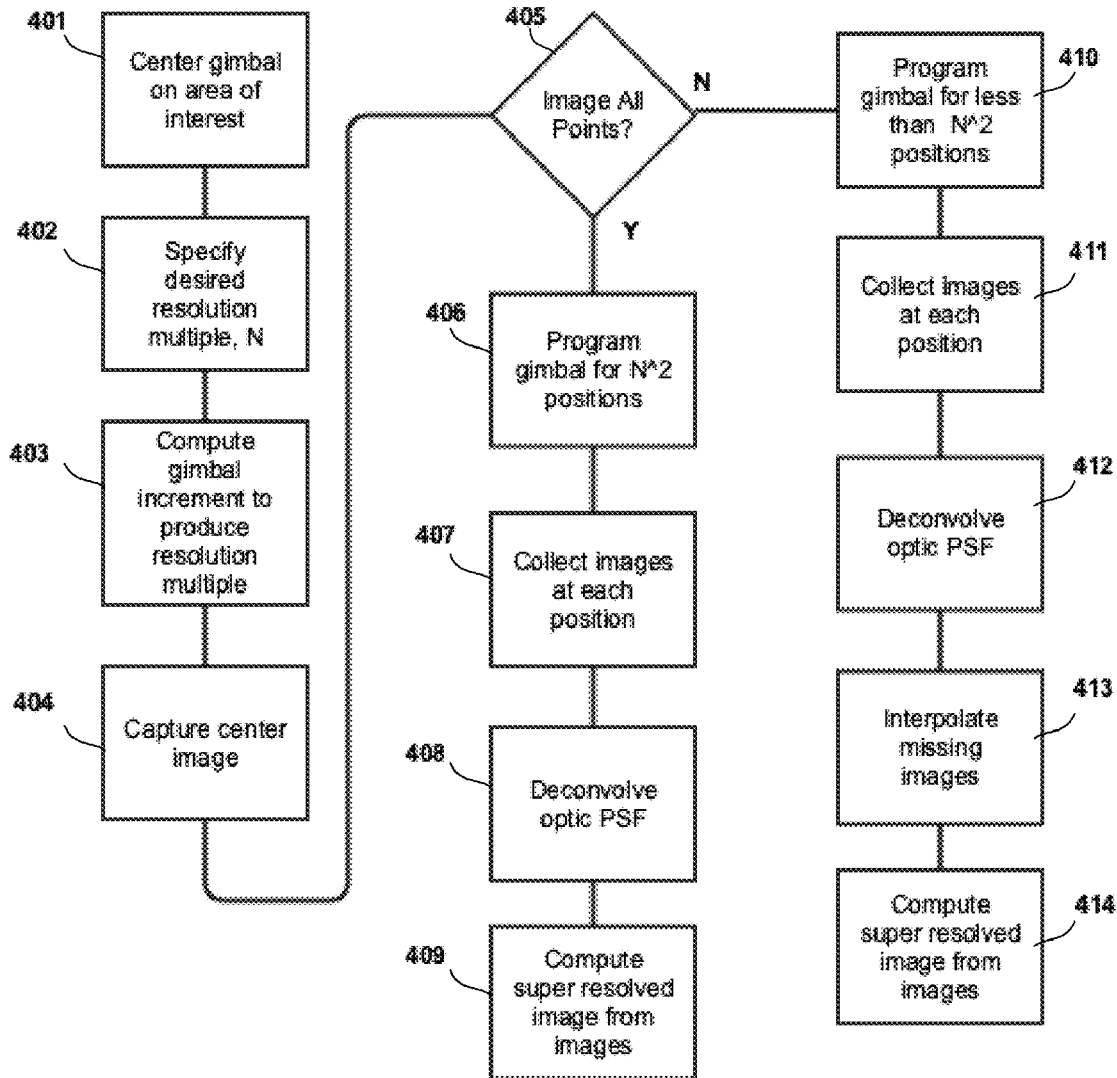 401
Center gimbal
on area of
interest
402
Specify
desired
resolution
multiple, N
403
Compute
gimbal
increment to
produce
resolution
multiple
404
Capture center
image
405
Image All
Points?
N
Y
406
Program
gimbal for N^2
positions
407
Collect images
at each
position
408
Deconvolve
optic PSF
409
Compute
super resolved
image from
images
410
Program
gimbal for less
than N^2
positions
411
Collect images
at each
position
412
Deconvolve
optic PSF
413
Interpolate
missing
images
414
Compute
super resolved
image from
images